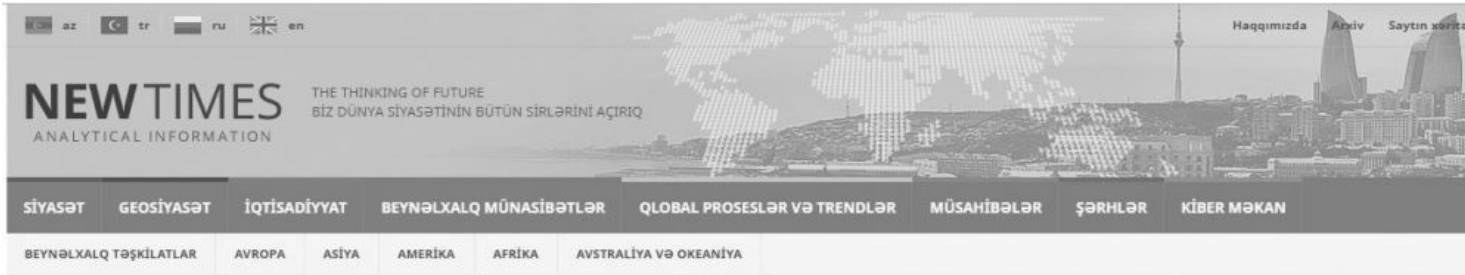 az tr ru en Haqqımızda Arxiv Saytın xəritə
NEWTIMES
ANALYTICAL INFORMATION
THE THINKING OF FUTURE
BİZ DÜNYA SİYASƏTİNİN BÜTÜN SİRLƏRİNİ AÇIRIQ
SİYASƏT GEOSİYASƏT İQTİSADİYYAT BEYNƏLXALQ MÜNASİBƏTLƏR QLOBAL PROSESLƏR VƏ TRENDLƏR MÜSAHİBƏLƏR ŞƏRHLƏR KİBER MƏKAN
BEYNƏLXALQ TƏŞKİLATLAR AVROPA ASİYA AMERİKA AFRİKA AVSTRALİYA VƏ OKEANİYA